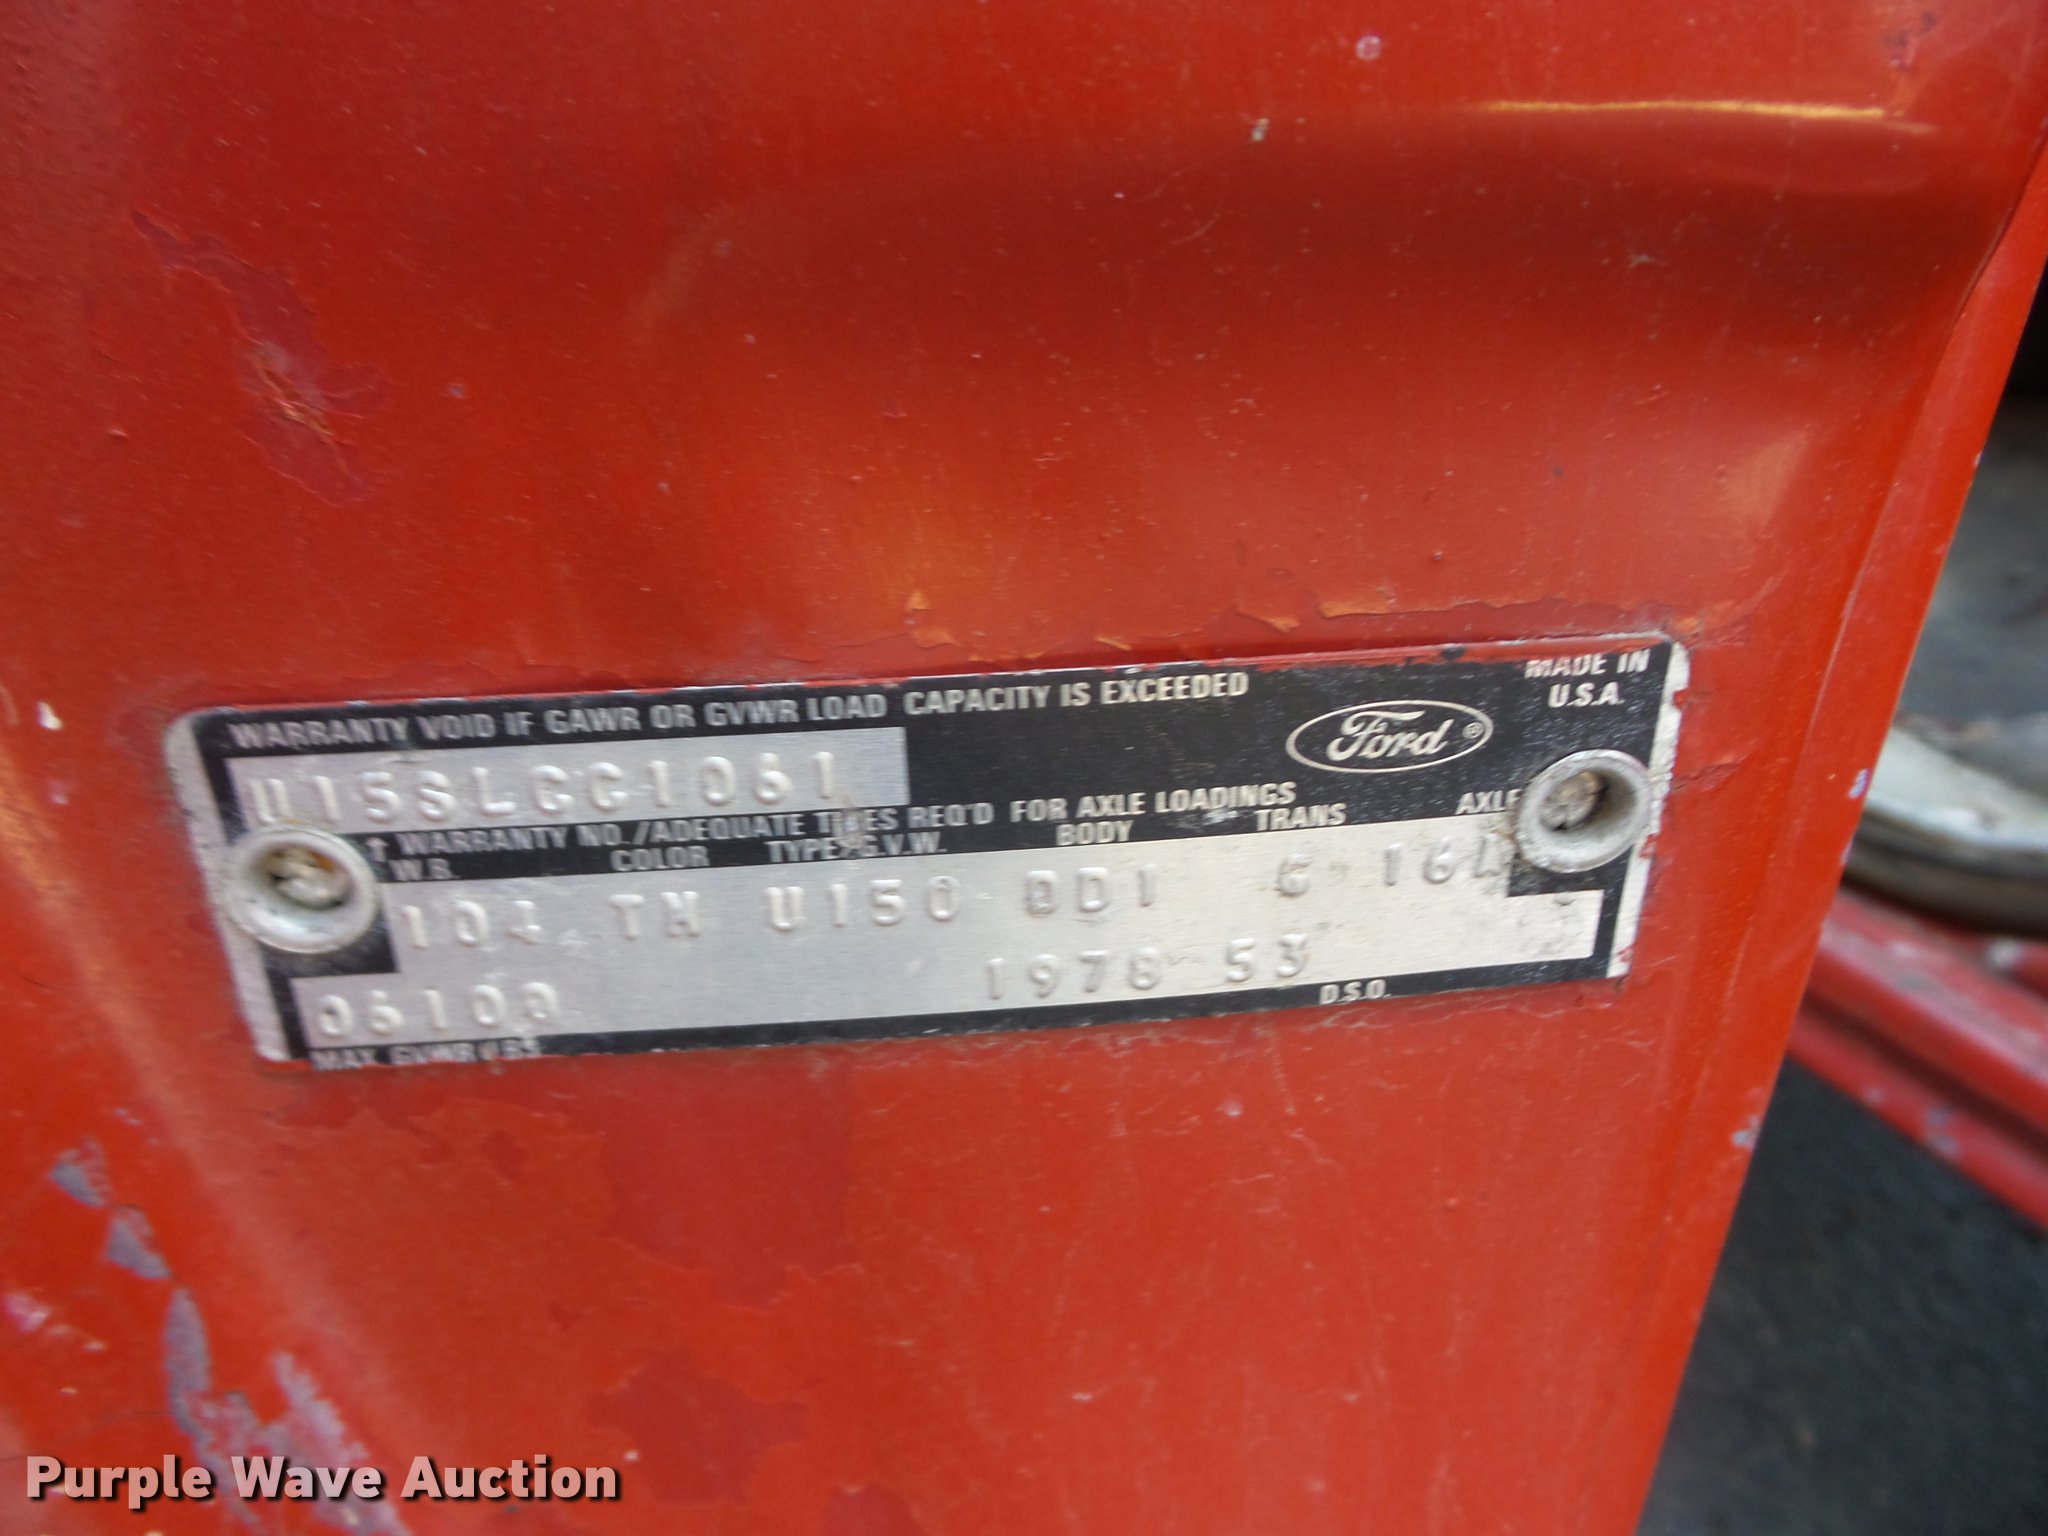 WARRANTY VOID IF GAWR OR GVWR LOAD CAPACITY IS EXCEEDED
MADE IN
U.S.A.
Ford ®
U15SLCC1061
↑ WARRANTY NO./ADEQUATE TIRES REQ'D FOR AXLE LOADINGS
W.B. COLOR TYPE/G.V.W. BODY TRANS AXLE
104 TM U150 QD1 G 16
06100 1978 53
MAX. GVWR LBS D.S.O.
Purple Wave Auction